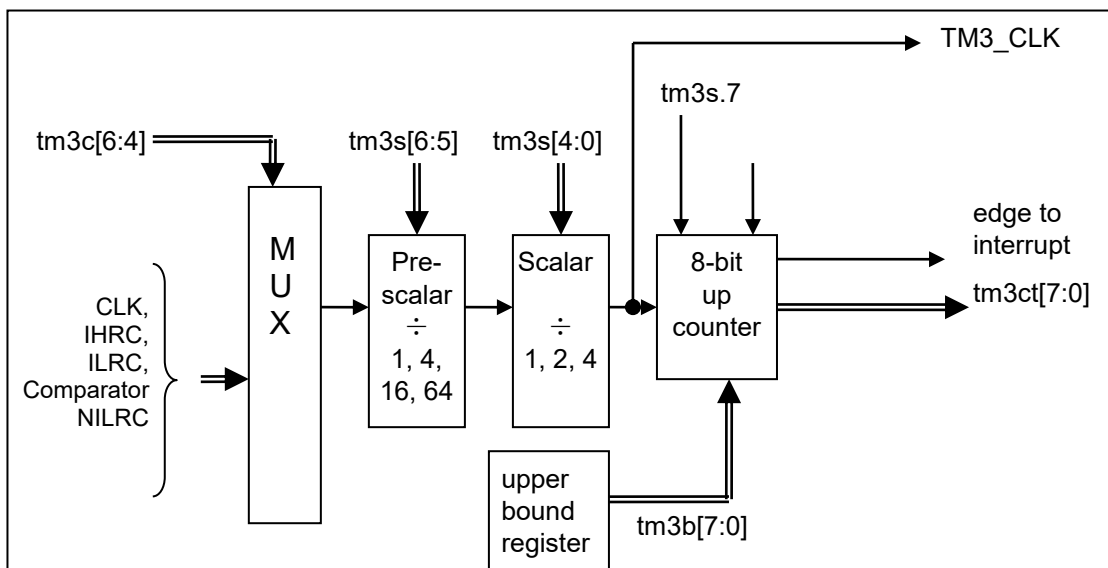 TM3_CLK
tm3s.7
tm3c[6:4]
tm3s[6:5]
tm3s[4:0]
M
U
X
Pre-
scalar
÷
1, 4,
16, 64
Scalar
÷
1, 2, 4
8-bit
up
counter
edge to
interrupt
tm3ct[7:0]
CLK,
IHRC,
ILRC,
Comparator
NILRC
upper
bound
register
tm3b[7:0]